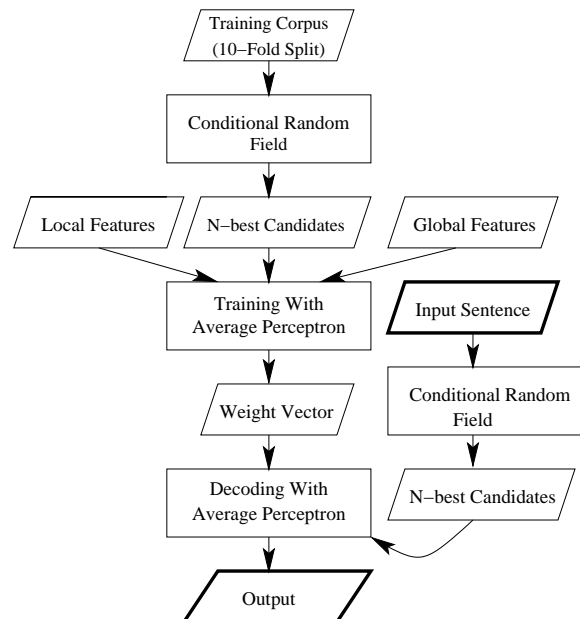 Training Corpus
(10−Fold Split)
Conditional Random
Field
Local Features
N−best Candidates
Global Features
Training With
Average Perceptron
Input Sentence
Weight Vector
Conditional Random
Field
Decoding With
Average Perceptron
N−best Candidates
Output